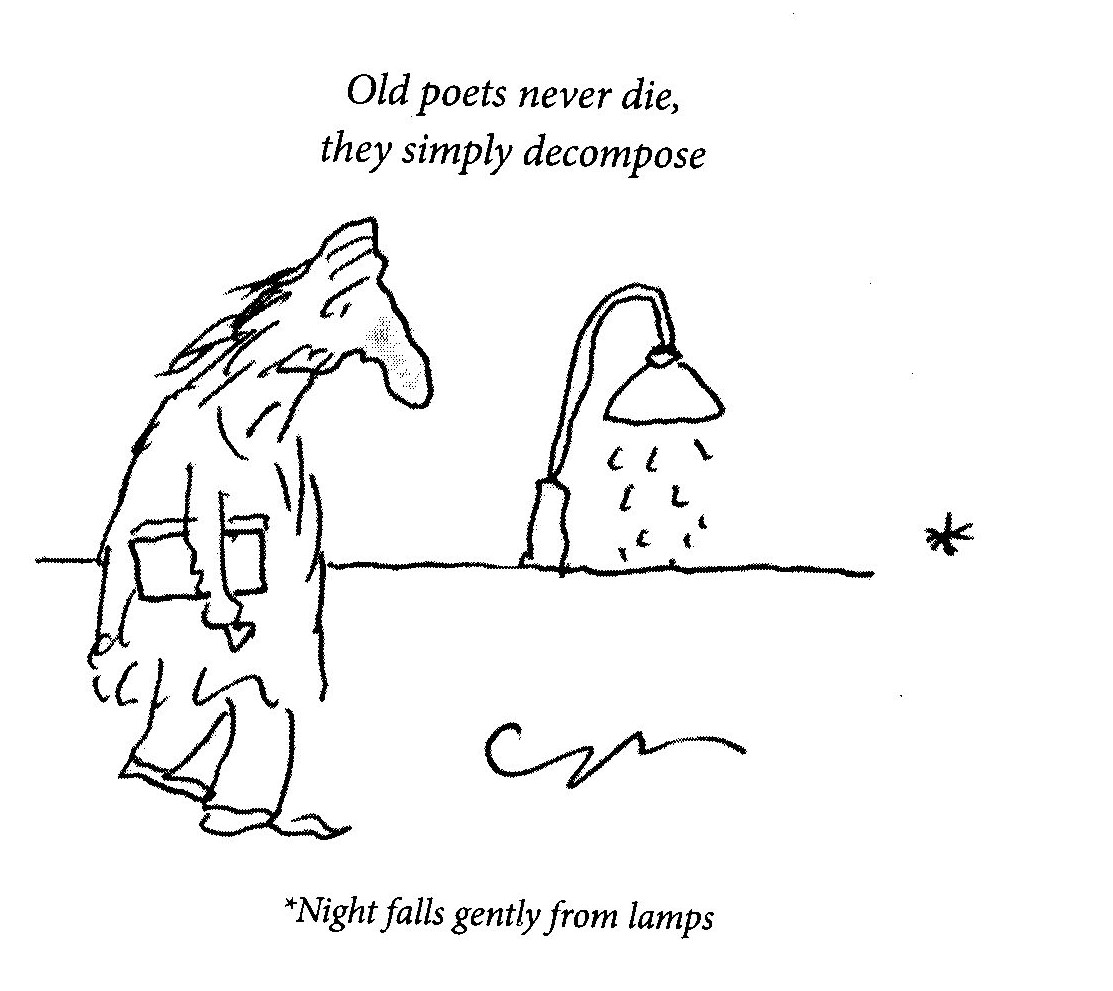 Old poets never die,
they simply decompose
*
*Night falls gently from lamps